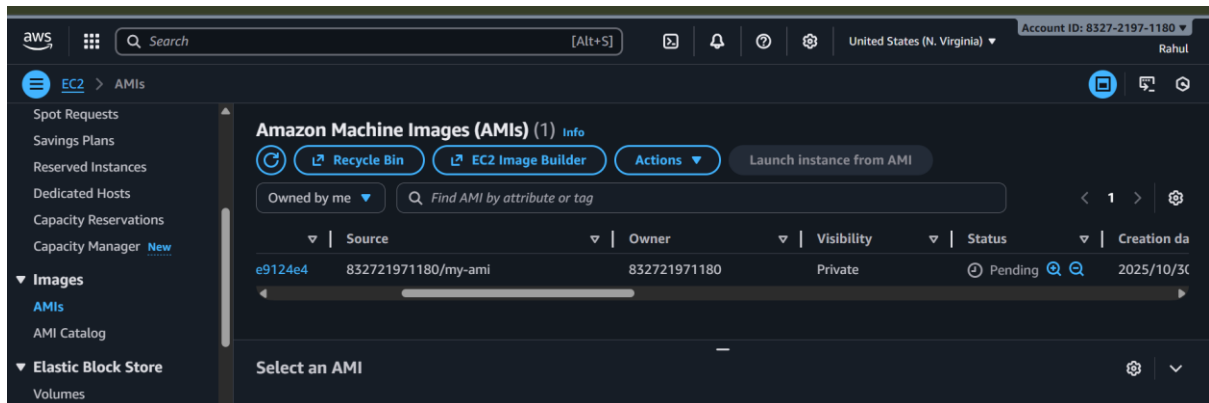 aws
Search [Alt+S] United States (N. Virginia) ▼ Account ID: 8327-2197-1180 ▼
Rahul
EC2 > AMIs
Spot Requests
Savings Plans
Reserved Instances
Dedicated Hosts
Capacity Reservations
Capacity Manager New
▼ Images
AMIs
AMI Catalog
▼ Elastic Block Store
Volumes
Amazon Machine Images (AMIs) (1) Info
Recycle Bin EC2 Image Builder Actions ▼ Launch instance from AMI
Owned by me ▼ Find AMI by attribute or tag < 1 >
Source Owner Visibility Status Creation da
e9124e4 832721971180/my-ami 832721971180 Private Pending 2025/10/30
Select an AMI